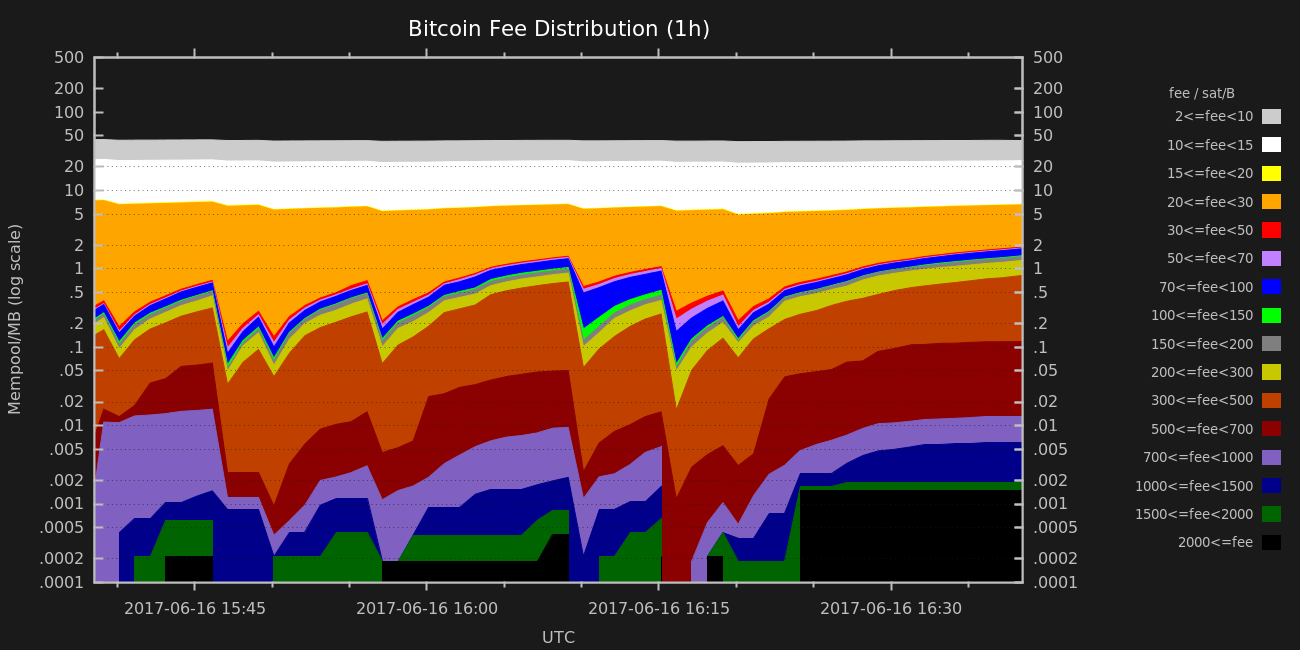 Bitcoin Fee Distribution (1h)
500
200
100
50
20
10
5
2
1
.5
.2
.1
.05
.02
.01
.005
.002
.001
.0005
.0002
.0001
Mempool/MB (log scale)
500
200
100
50
20
10
5
2
1
.5
.2
.1
.05
.02
.01
.005
.002
.001
.0005
.0002
.0001
2017-06-16 15:45
2017-06-16 16:00
2017-06-16 16:15
2017-06-16 16:30
UTC
fee / sat/B
2<=fee<10
10<=fee<15
15<=fee<20
20<=fee<30
30<=fee<50
50<=fee<70
70<=fee<100
100<=fee<150
150<=fee<200
200<=fee<300
300<=fee<500
500<=fee<700
700<=fee<1000
1000<=fee<1500
1500<=fee<2000
2000<=fee